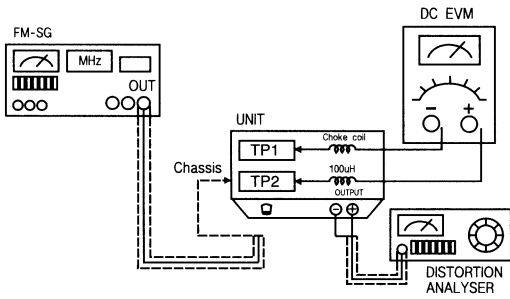 DC EVM
FM-SG
MHz
OUT
− +
UNIT
Choke coil
TP1
Chassis
100uH
TP2
OUTPUT
− +
DISTORTION
ANALYSER